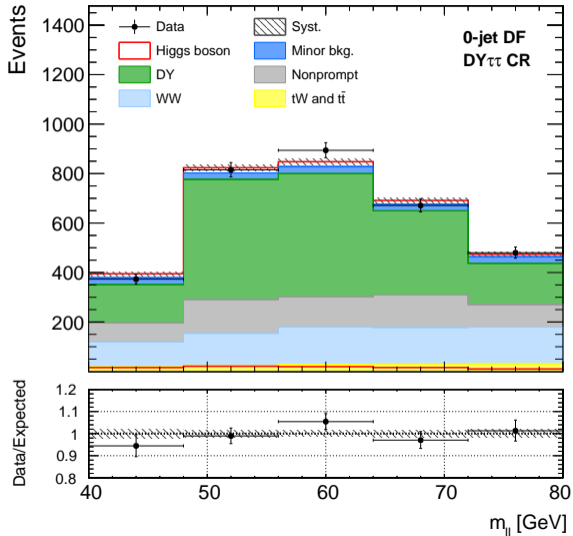 Events
1400
1200
1000
800
600
400
200
Data
Syst.
Higgs boson
Minor bkg.
DY
Nonprompt
WW
tW and tt̄
0-jet DF
DYττ CR
Data/Expected
1.2
1.1
1
0.9
0.8
40
50
60
70
80
m_ll [GeV]